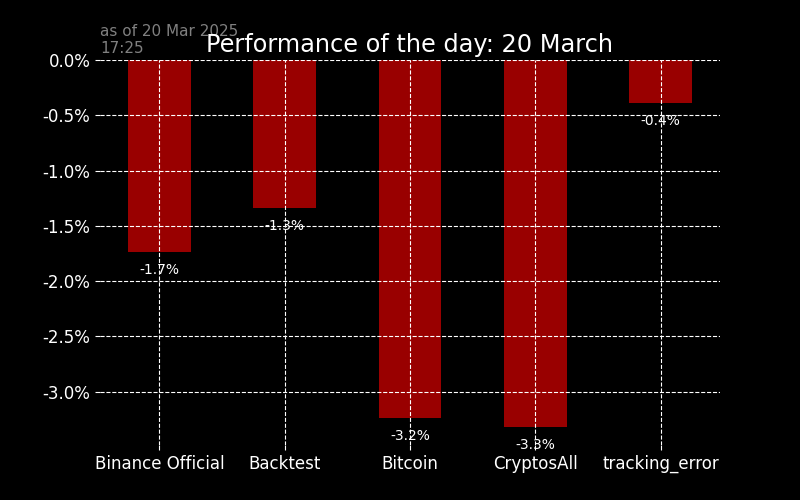 as of 20 Mar 2025
17:25
Performance of the day: 20 March
0.0%
-0.5%
-1.0%
-1.5%
-2.0%
-2.5%
-3.0%
-1.7%
-1.3%
-3.2%
-3.3%
-0.4%
Binance Official
Backtest
Bitcoin
CryptosAll
tracking_error